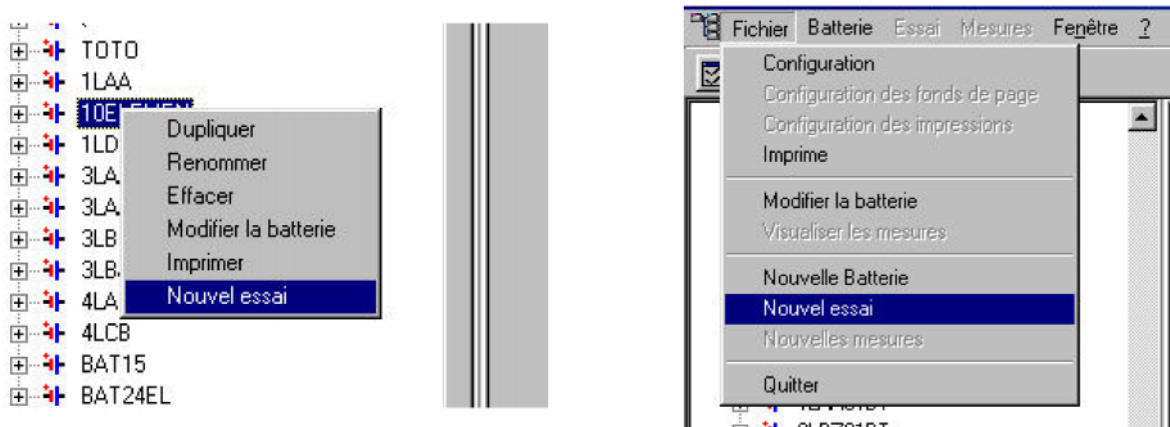 TOTO
1LAA
1LD
3LA
3LA
3LB
3LB
4LA
4LCB
BAT15
BAT24EL
Dupliquer
Renommer
Effacer
Modifier la batterie
Imprimer
Nouvel essai
Fichier Batterie Essai Mesures Fenêtre ?
Configuration
Configuration des fonds de page
Configuration des impressions
Imprime
Modifier la batterie
Visualiser les mesures
Nouvelle Batterie
Nouvel essai
Nouvelles mesures
Quitter